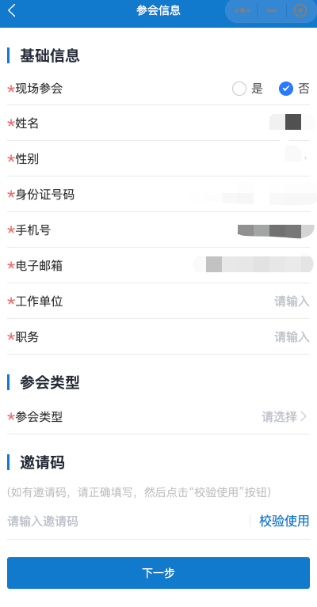 参会信息
基础信息
*现场参会 是 否
*姓名
*性别
*身份证号码
*手机号
*电子邮箱
*工作单位 请输入
*职务 请输入
参会类型
*参会类型 请选择
邀请码
(如有邀请码，请正确填写，然后点击“校验使用”按钮)
请输入邀请码 校验使用
下一步